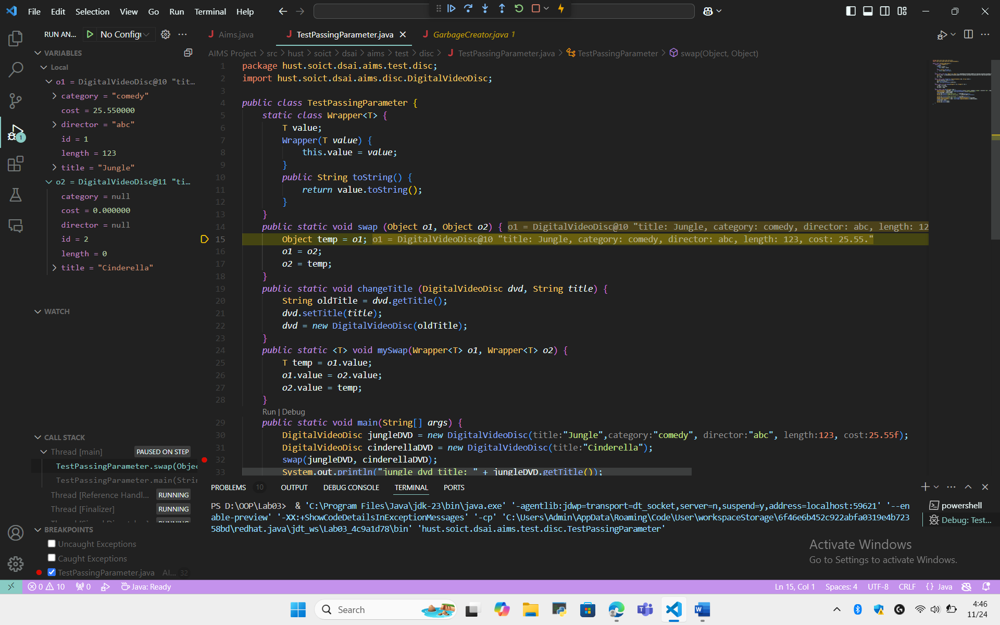 File Edit Selection View Go Run Terminal Help
RUN AN... No Configu
Aims.java TestPassingParameter.java GarbageCreator.java 1
AIMS Project > src > hust > soict > dsai > aims > test > disc > TestPassingParameter.java > TestPassingParameter > swap(Object, Object)
VARIABLES
Local
o1 = DigitalVideoDisc@10 "tit...
category = "comedy"
cost = 25.550000
director = "abc"
id = 1
length = 123
title = "Jungle"
o2 = DigitalVideoDisc@11 "ti...
category = null
cost = 0.000000
director = null
id = 2
length = 0
title = "Cinderella"
WATCH
CALL STACK
Thread [main] PAUSED ON STEP
TestPassingParameter.swap(Objec
TestPassingParameter.main(Strin
Thread [Reference Handl... RUNNING
Thread [Finalizer] RUNNING
BREAKPOINTS
Uncaught Exceptions
Caught Exceptions
TestPassingParameter.java AI... 32
1 package hust.soict.dsai.aims.test.disc;
2 import hust.soict.dsai.aims.disc.DigitalVideoDisc;
3
4 public class TestPassingParameter {
5 static class Wrapper<T> {
6 T value;
7 Wrapper(T value) {
8 this.value = value;
9 }
10 public String toString() {
11 return value.toString();
12 }
13 }
14 public static void swap (Object o1, Object o2) { o1 = DigitalVideoDisc@10 "title: Jungle, category: comedy, director: abc, length: 12
15 Object temp = o1; o1 = DigitalVideoDisc@10 "title: Jungle, category: comedy, director: abc, length: 123, cost: 25.55."
16 o1 = o2;
17 o2 = temp;
18 }
19 public static void changeTitle (DigitalVideoDisc dvd, String title) {
20 String oldTitle = dvd.getTitle();
21 dvd.setTitle(title);
22 dvd = new DigitalVideoDisc(oldTitle);
23 }
24 public static <T> void mySwap(Wrapper<T> o1, Wrapper<T> o2) {
25 T temp = o1.value;
26 o1.value = o2.value;
27 o2.value = temp;
28 }
Run | Debug
29 public static void main(String[] args) {
30 DigitalVideoDisc jungleDVD = new DigitalVideoDisc(title:"Jungle",category:"comedy", director:"abc", length:123, cost:25.55f);
31 DigitalVideoDisc cinderellaDVD = new DigitalVideoDisc(title:"Cinderella");
32 swap(jungleDVD, cinderellaDVD);
33 System.out.println("jungle dvd title: " + jungleDVD.getTitle());
PROBLEMS 10 OUTPUT DEBUG CONSOLE TERMINAL PORTS
PS D:\OOP\Lab03> & 'C:\Program Files\Java\jdk-23\bin\java.exe' '-agentlib:jdwp=transport=dt_socket,server=n,suspend=y,address=localhost:59621' '--en
able-preview' '-XX:+ShowCodeDetailsInExceptionMessages' '-cp' 'C:\Users\Admin\AppData\Roaming\Code\User\workspaceStorage\6f46e6b452c922abfa0319e4b723
58bd\redhat.java\jdt_ws\Lab03_4c9a1d78\bin' 'hust.soict.dsai.aims.test.disc.TestPassingParameter'
powershell
Debug: Test...
Activate Windows
Go to Settings to activate Windows.
0 10 0 Java: Ready Ln 15, Col 1 Spaces: 4 UTF-8 CRLF {} Java
Search
4:46
11/24